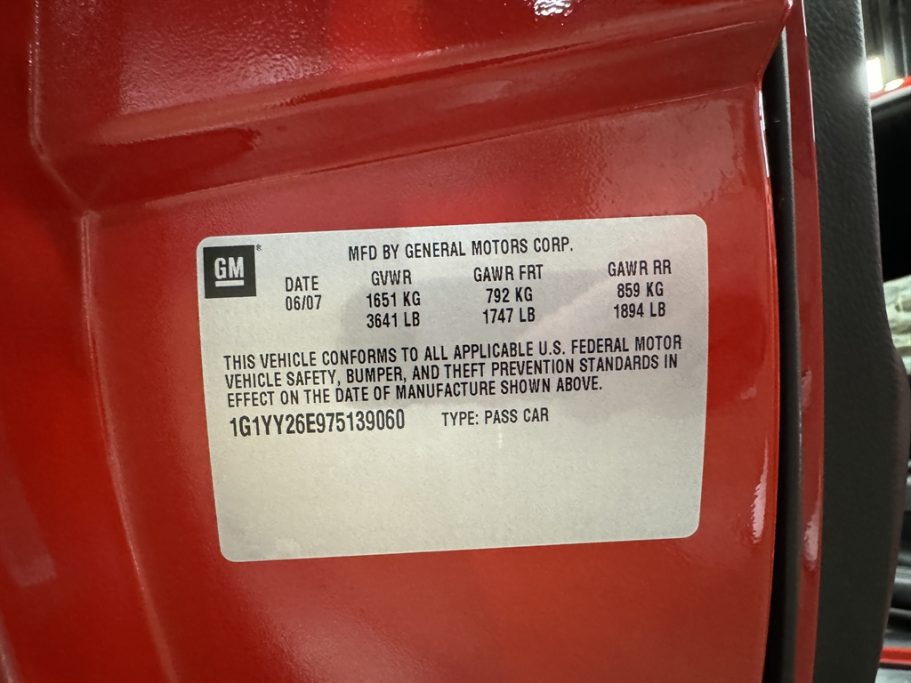 GM®
MFD BY GENERAL MOTORS CORP.
DATE GVWR GAWR FRT GAWR RR
06/07 1651 KG 792 KG 859 KG
3641 LB 1747 LB 1894 LB
THIS VEHICLE CONFORMS TO ALL APPLICABLE U.S. FEDERAL MOTOR
VEHICLE SAFETY, BUMPER, AND THEFT PREVENTION STANDARDS IN
EFFECT ON THE DATE OF MANUFACTURE SHOWN ABOVE.
1G1YY26E975139060 TYPE: PASS CAR